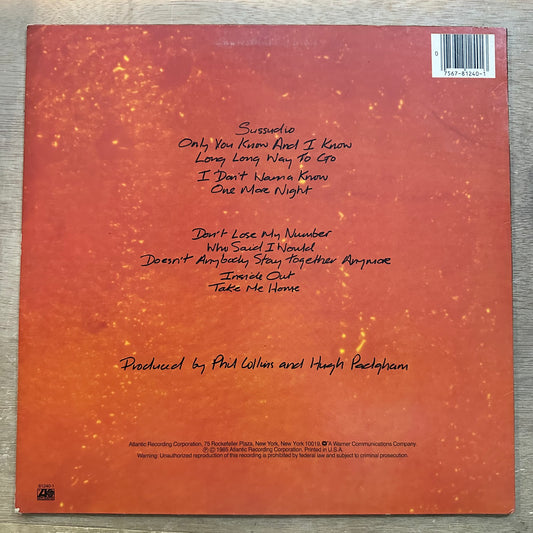 0
7567-81240-1
Sussudio
Only You Know And I Know
Long Long Way To Go
I Don't Wanna Know
One More Night
Don't Lose My Number
Who Said I Would
Doesn't Anybody Stay together Anymore
Inside Out
Take Me Home
Produced by Phil Collins and Hugh Padgham
Atlantic Recording Corporation, 75 Rockefeller Plaza, New York, New York 10019. A Warner Communications Company.
℗ © 1985 Atlantic Recording Corporation. Printed in U.S.A.
Warning: Unauthorized reproduction of this recording is prohibited by federal law and subject to criminal prosecution.
81240-1